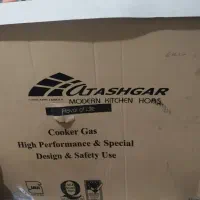 ATASHGAR
MODERN KITCHEN HOBS
Cooker Gas
High Performance & Special
Design & Safety Use